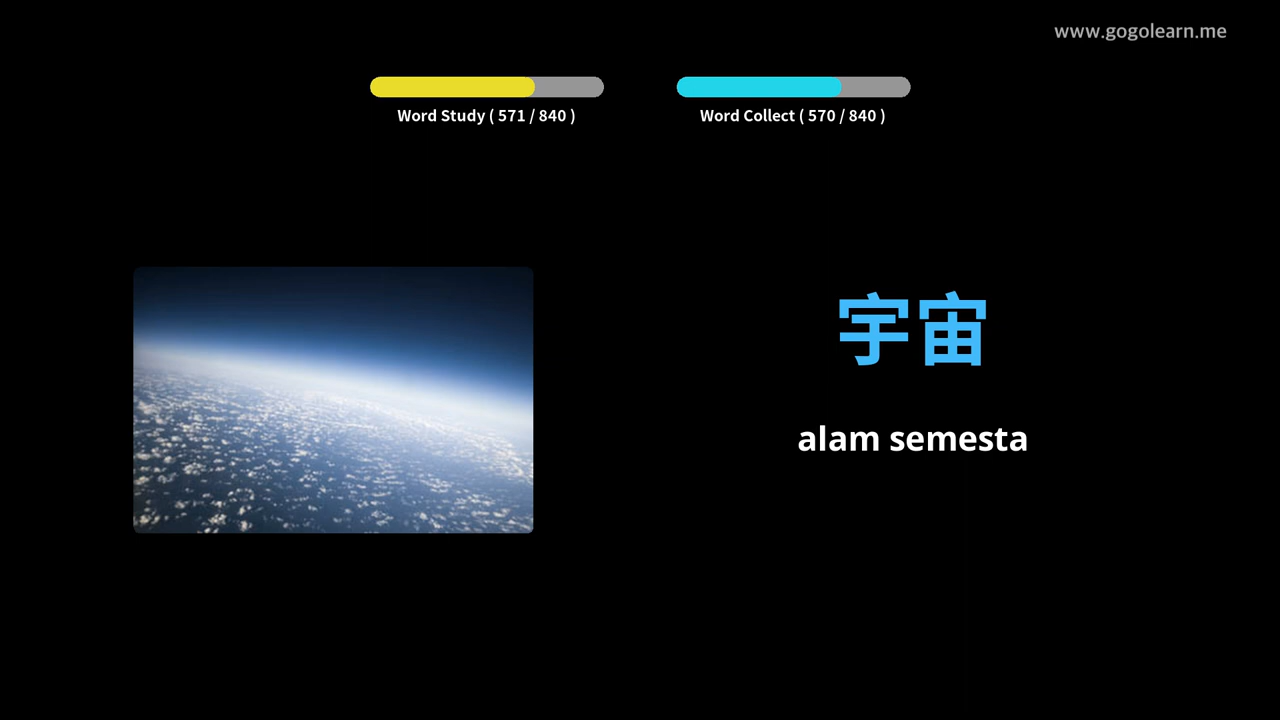 www.gogolearn.me
Word Study ( 571 / 840 )
Word Collect ( 570 / 840 )
宇宙
alam semesta